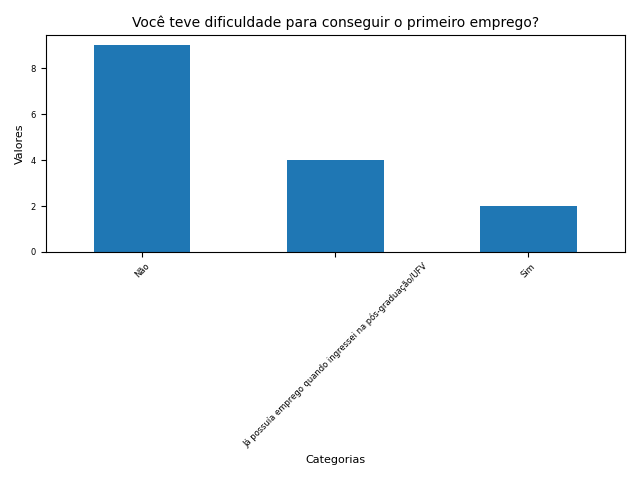 Você teve dificuldade para conseguir o primeiro emprego?
Valores
8
6
4
2
0
Não
Já possuia emprego quando ingressei na pós-graduação/UFV
Sim
Categorias